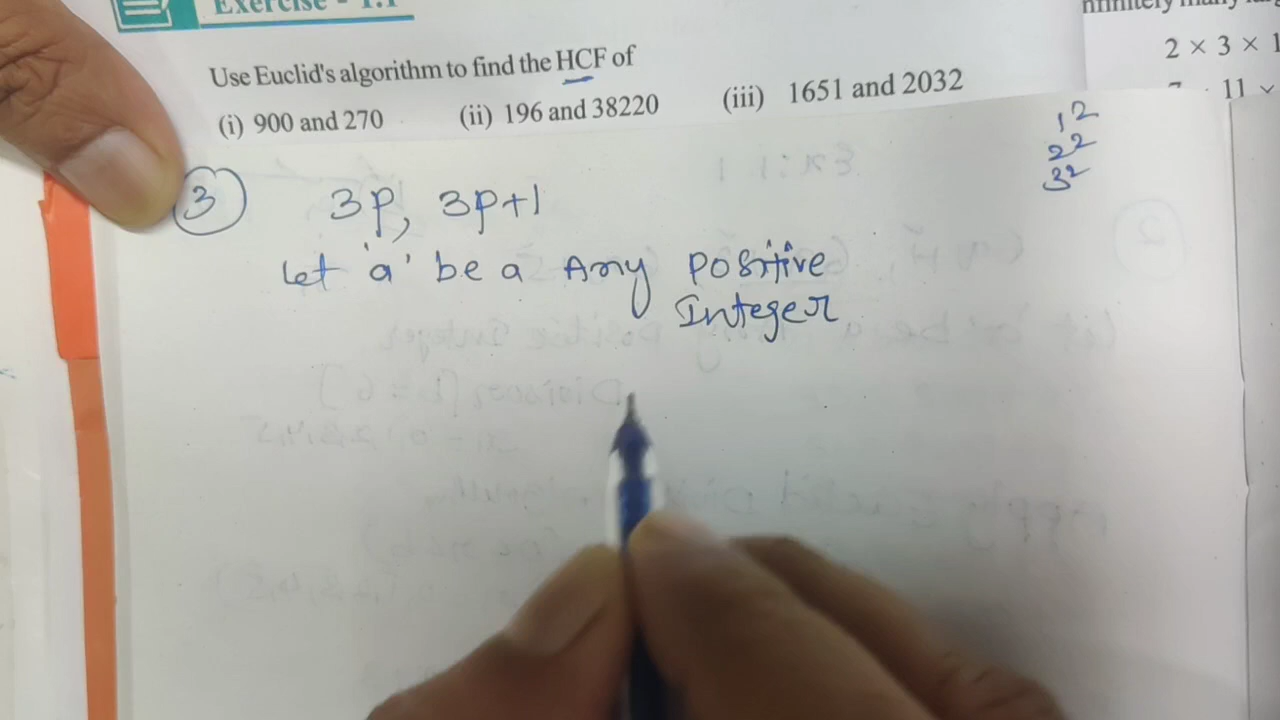 Exercise - 1.1
Use Euclid's algorithm to find the HCF of
(i) 900 and 270 (ii) 196 and 38220 (iii) 1651 and 2032
2 × 3 × 1
11
1²
2²
3²
3 3p, 3p+1
Let 'a' be a Any positive
Integer